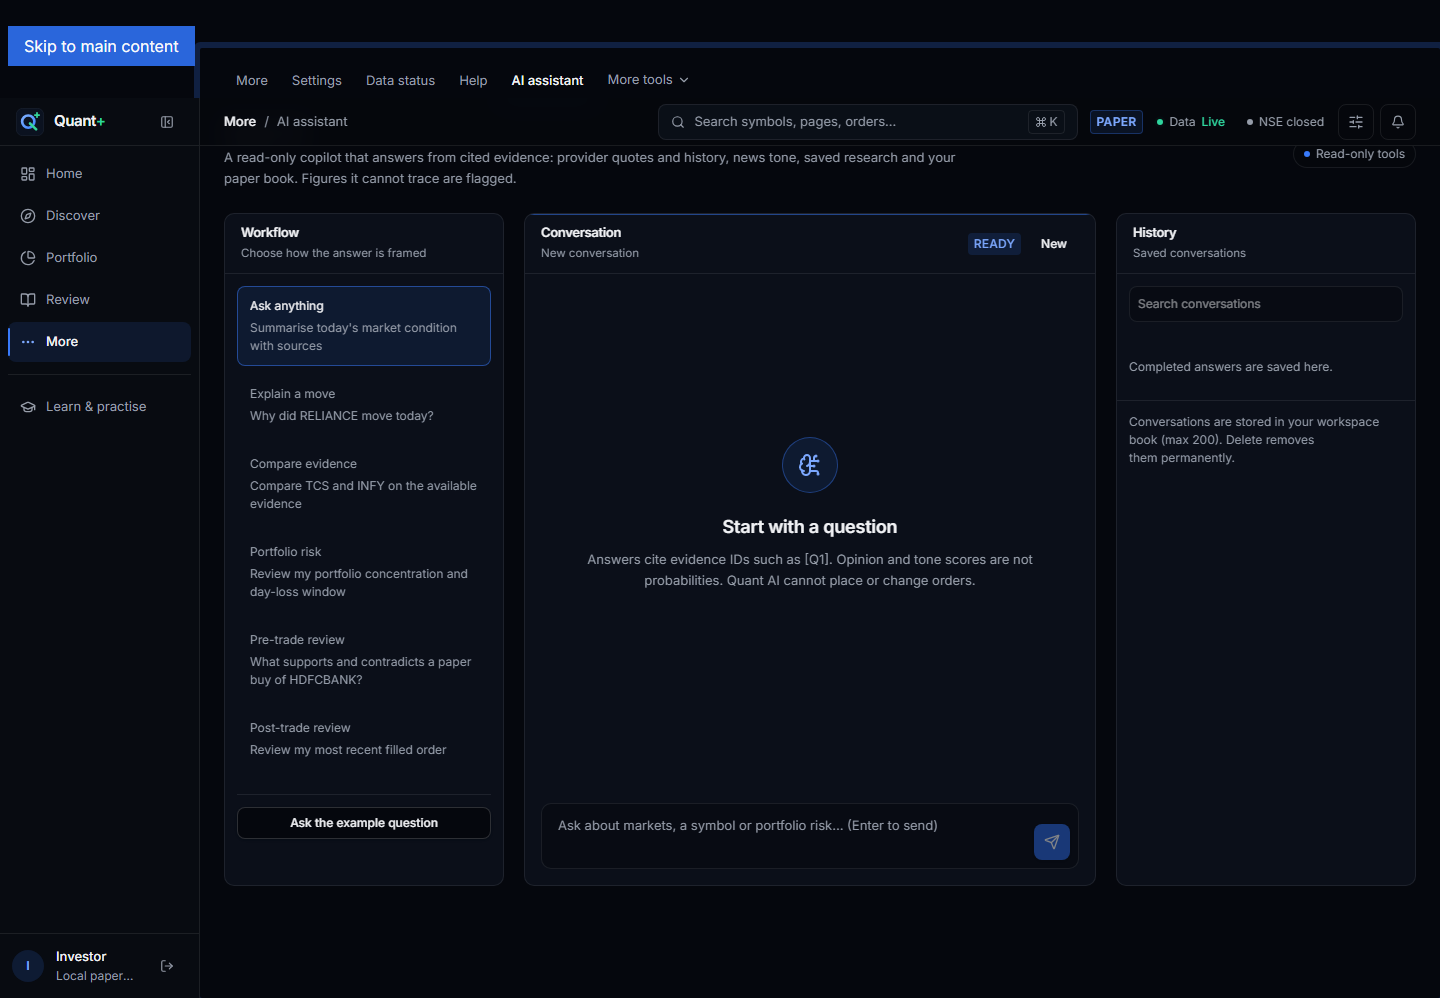 Skip to main content
More
Settings
Data status
Help
AI assistant
More tools
Quant+
More / AI assistant
Search symbols, pages, orders...
⌘ K
PAPER
Data Live
NSE closed
Home
Discover
Portfolio
Review
More
Learn & practise
A read-only copilot that answers from cited evidence: provider quotes and history, news tone, saved research and your
paper book. Figures it cannot trace are flagged.
Read-only tools
Workflow
Choose how the answer is framed
Ask anything
Summarise today's market condition
with sources
Explain a move
Why did RELIANCE move today?
Compare evidence
Compare TCS and INFY on the available
evidence
Portfolio risk
Review my portfolio concentration and
day-loss window
Pre-trade review
What supports and contradicts a paper
buy of HDFCBANK?
Post-trade review
Review my most recent filled order
Ask the example question
Conversation
New conversation
READY
New
Start with a question
Answers cite evidence IDs such as [Q1]. Opinion and tone scores are not
probabilities. Quant AI cannot place or change orders.
Ask about markets, a symbol or portfolio risk... (Enter to send)
History
Saved conversations
Search conversations
Completed answers are saved here.
Conversations are stored in your workspace
book (max 200). Delete removes
them permanently.
I
Investor
Local paper...